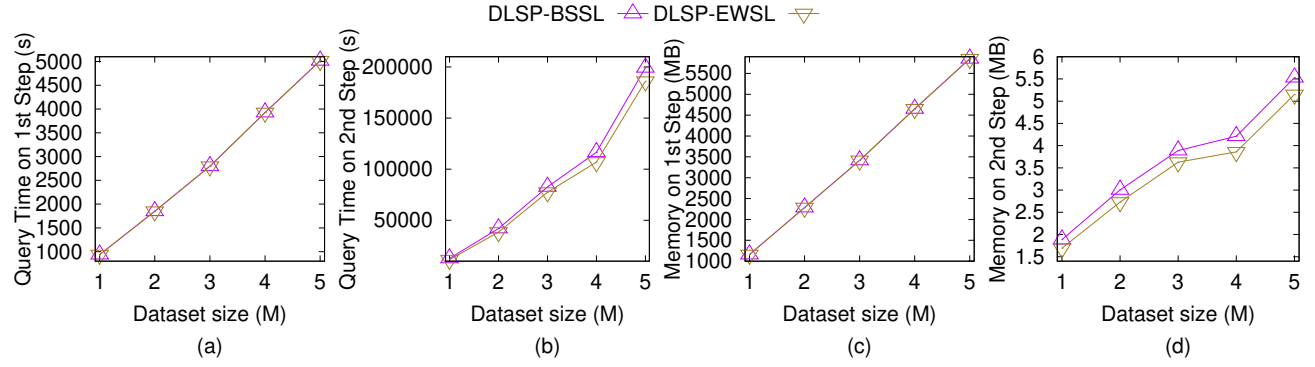 DLSP-BSSL DLSP-EWSL
Query Time on 1st Step (s)
5000
4500
4000
3500
3000
2500
2000
1500
1000
1 2 3 4 5
Dataset size (M)
(a)
Query Time on 2nd Step (s)
200000
150000
100000
50000
1 2 3 4 5
Dataset size (M)
(b)
Memory on 1st Step (MB)
5500
5000
4500
4000
3500
3000
2500
2000
1500
1000
1 2 3 4 5
Dataset size (M)
(c)
Memory on 2nd Step (MB)
6
5.5
5
4.5
4
3.5
3
2.5
2
1.5
1 2 3 4 5
Dataset size (M)
(d)